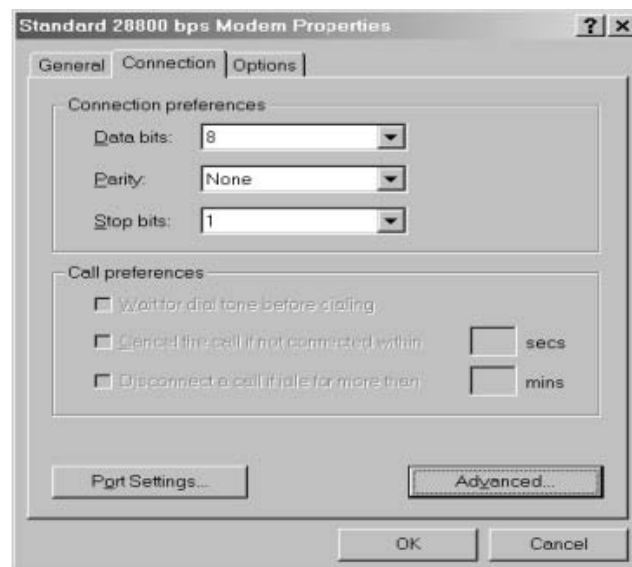 Standard 28800 bps Modem Properties
General Connection Options
Connection preferences
Data bits: 8
Parity: None
Stop bits: 1
Call preferences
Wait for dial tone before dialing
Cancel the call if not connected within secs
Disconnect a call if idle for more than mins
Port Settings... Advanced...
OK Cancel